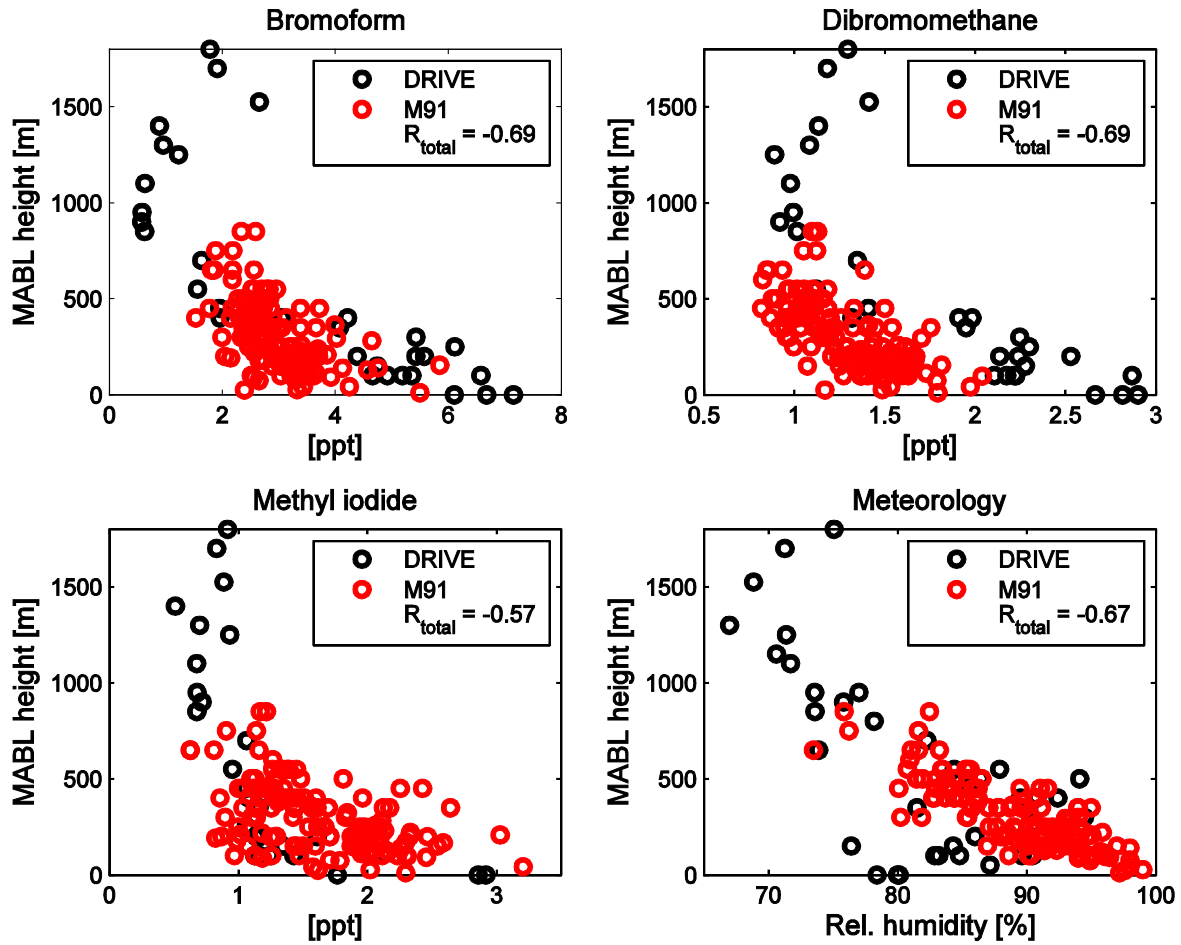 Bromoform
MABL height [m]
1500
1000
500
0
0 2 4 6 8
[ppt]
DRIVE
M91
R_total = -0.69
Dibromomethane
MABL height [m]
1500
1000
500
0
0.5 1 1.5 2 2.5 3
[ppt]
DRIVE
M91
R_total = -0.69
Methyl iodide
MABL height [m]
1500
1000
500
0
0 1 2 3
[ppt]
DRIVE
M91
R_total = -0.57
Meteorology
MABL height [m]
1500
1000
500
0
70 80 90 100
Rel. humidity [%]
DRIVE
M91
R_total = -0.67